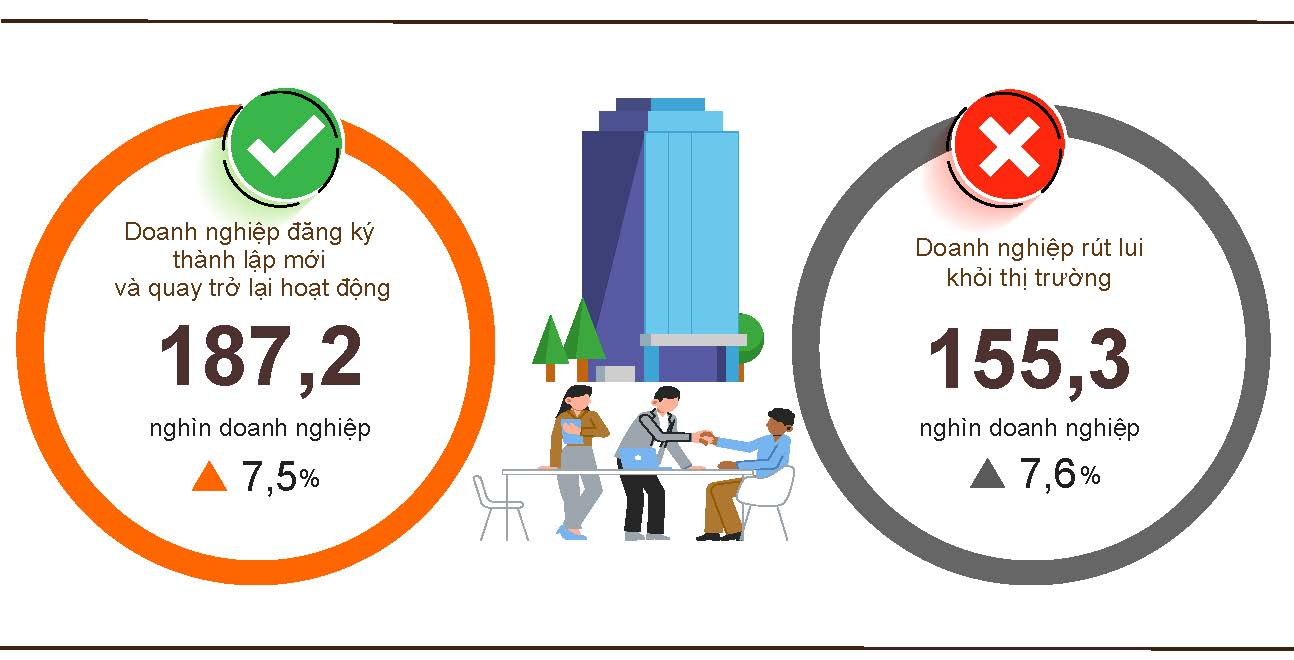 Doanh nghiệp đăng ký
thành lập mới
và quay trở lại hoạt động
187,2
nghìn doanh nghiệp
7,5%
Doanh nghiệp rút lui
khỏi thị trường
155,3
nghìn doanh nghiệp
7,6%